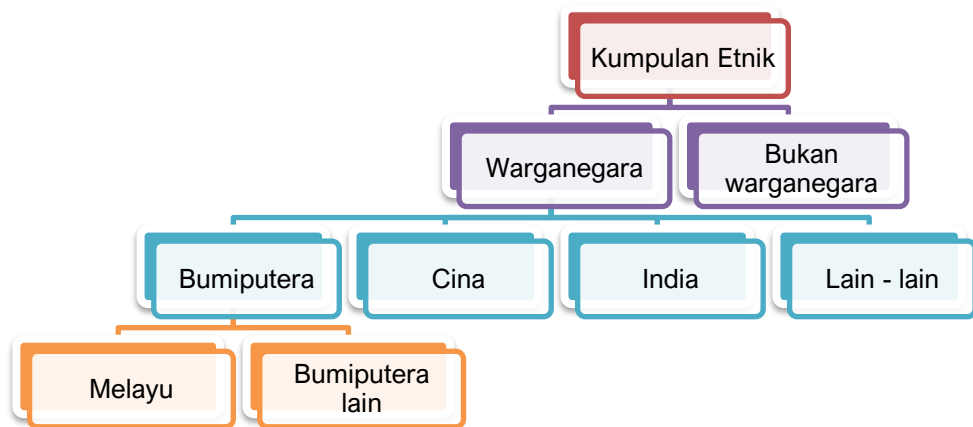 Kumpulan Etnik
Warganegara
Bukan
warganegara
Bumiputera
Cina
India
Lain - lain
Melayu
Bumiputera
lain